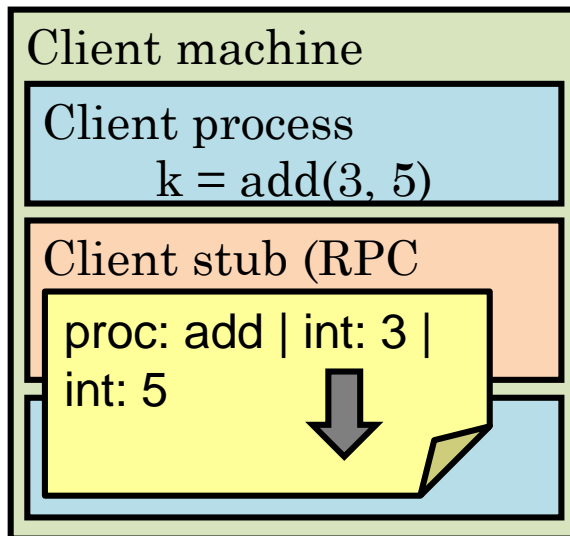 Client machine
Client process
k = add(3, 5)
Client stub (RPC
proc: add | int: 3 |
int: 5